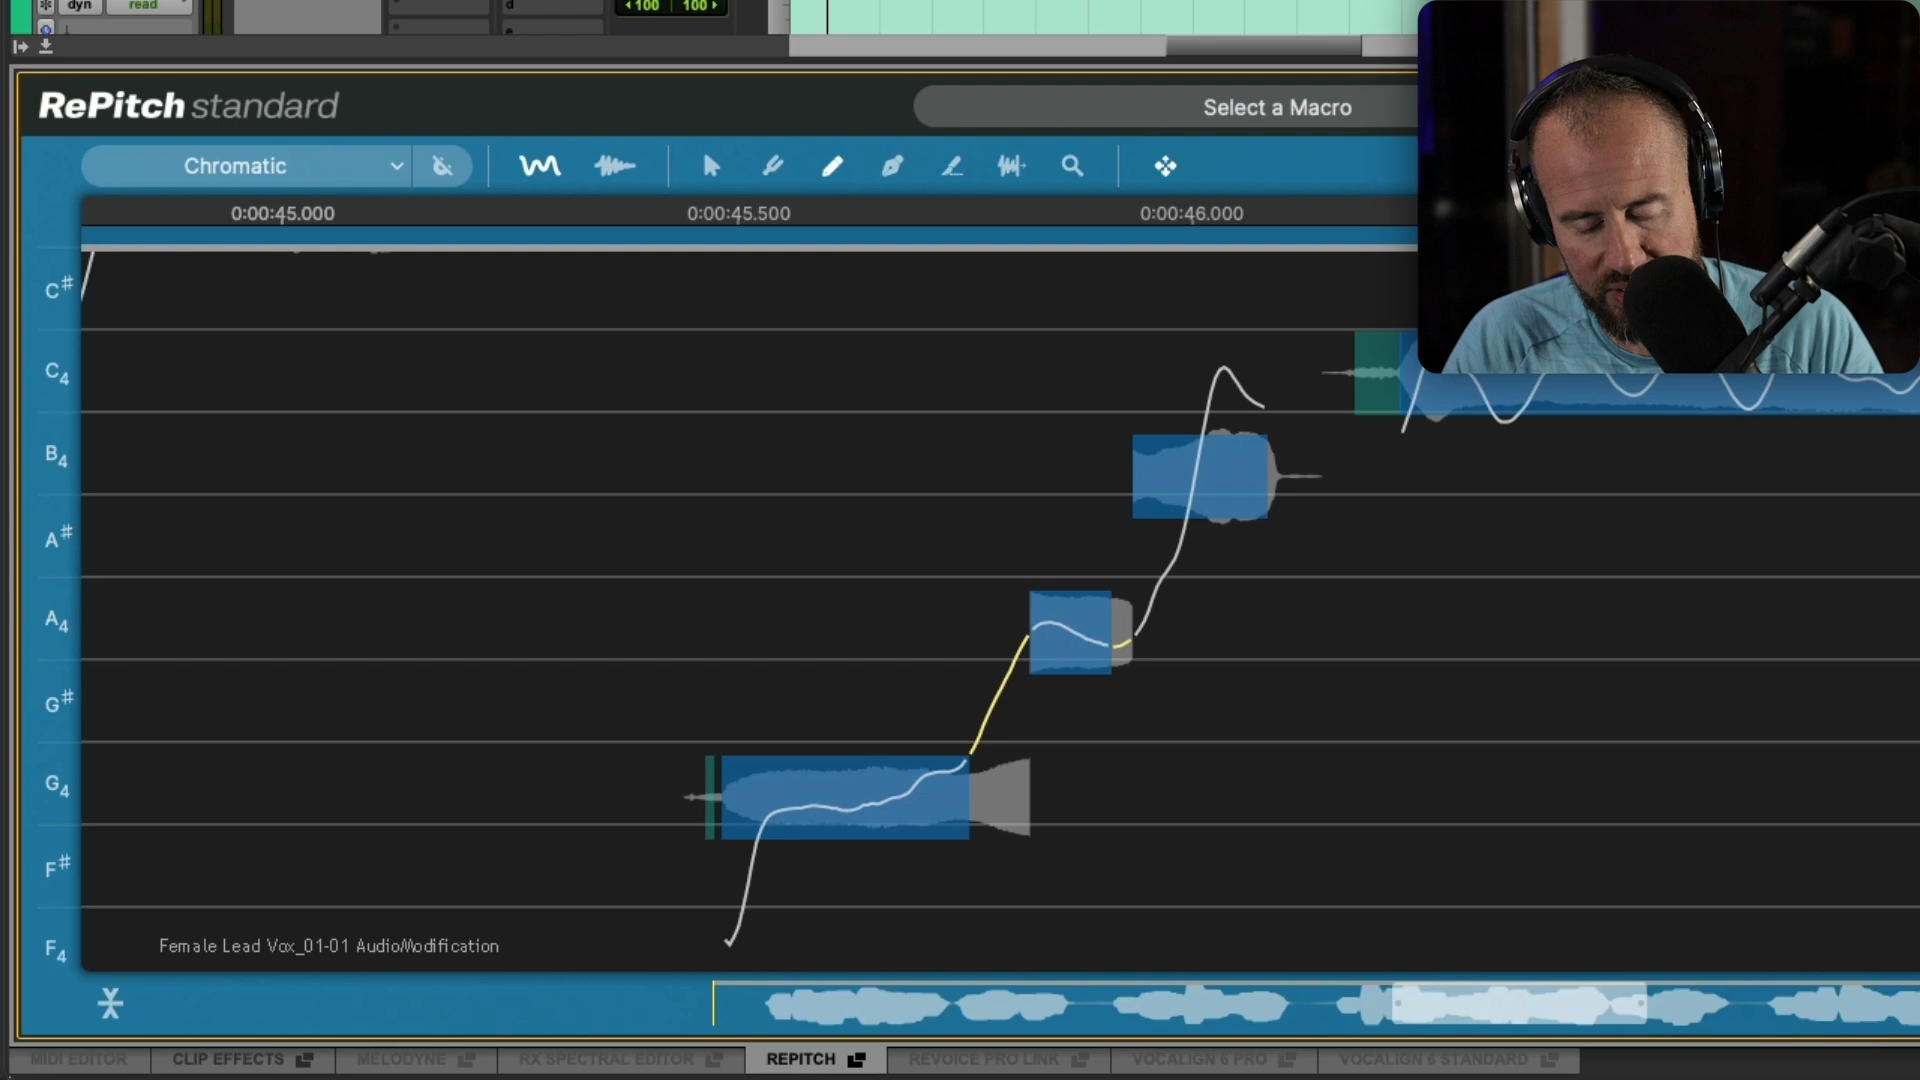 dyn
read
d
100
100
RePitch standard
Select a Macro
Chromatic
0:00:45.000
0:00:45.500
0:00:46.000
C#
C4
B4
A#
A4
G#
G4
F#
F4
Female Lead Vox_01-01 AudioModification
MIDI EDITOR
CLIP EFFECTS
MELODYNE
RX SPECTRAL EDITOR
REPITCH
REVOICE PRO LINK
VOCALIGN 6 PRO
VOCALIGN 6 STANDARD